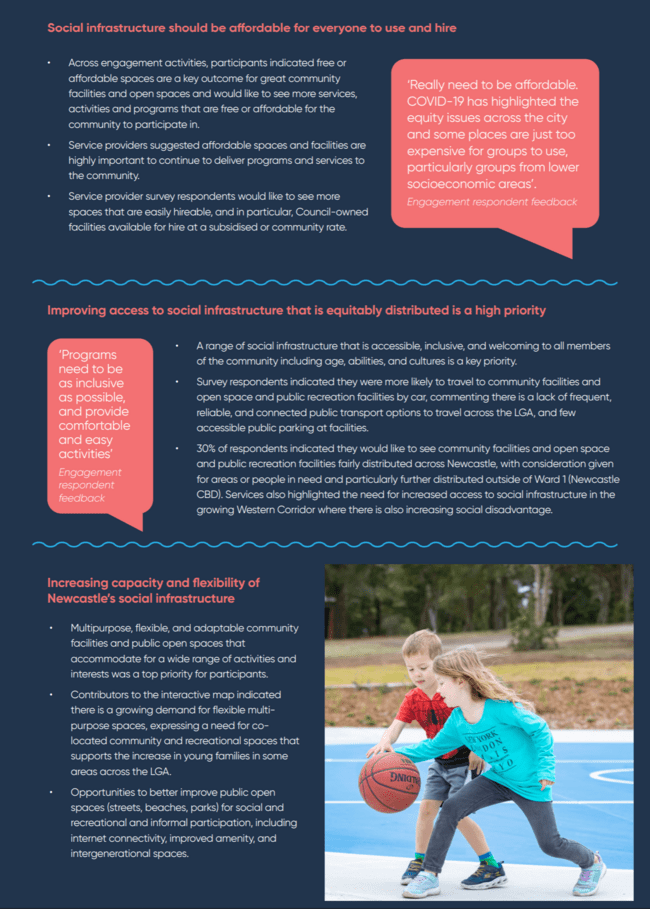 Social infrastructure should be affordable for everyone to use and hire
• Across engagement activities, participants indicated free or
affordable spaces are a key outcome for great community
facilities and open spaces and would like to see more services,
activities and programs that are free or affordable for the
community to participate in.
• Service providers suggested affordable spaces and facilities are
highly important to continue to deliver programs and services to
the community.
• Service provider survey respondents would like to see more
spaces that are easily hireable, and in particular, Council-owned
facilities available for hire at a subsidised or community rate.
‘Really need to be affordable.
COVID-19 has highlighted the
equity issues across the city
and some places are just too
expensive for groups to use,
particularly groups from lower
socioeconomic areas’.
Engagement respondent feedback
Improving access to social infrastructure that is equitably distributed is a high priority
‘Programs
need to be
as inclusive
as possible,
and provide
comfortable
and easy
activities’
Engagement
respondent
feedback
• A range of social infrastructure that is accessible, inclusive, and welcoming to all members
of the community including age, abilities, and cultures is a key priority.
• Survey respondents indicated they were more likely to travel to community facilities and
open space and public recreation facilities by car, commenting there is a lack of frequent,
reliable, and connected public transport options to travel across the LGA, and few
accessible public parking at facilities.
• 30% of respondents indicated they would like to see community facilities and open space
and public recreation facilities fairly distributed across Newcastle, with consideration given
for areas or people in need and particularly further distributed outside of Ward 1 (Newcastle
CBD). Services also highlighted the need for increased access to social infrastructure in the
growing Western Corridor where there is also increasing social disadvantage.
Increasing capacity and flexibility of
Newcastle’s social infrastructure
• Multipurpose, flexible, and adaptable community
facilities and public open spaces that
accommodate for a wide range of activities and
interests was a top priority for participants.
• Contributors to the interactive map indicated
there is a growing demand for flexible multi-
purpose spaces, expressing a need for co-
located community and recreational spaces that
supports the increase in young families in some
areas across the LGA.
• Opportunities to better improve public open
spaces (streets, beaches, parks) for social and
recreational and informal participation, including
internet connectivity, improved amenity, and
intergenerational spaces.
SPALDING